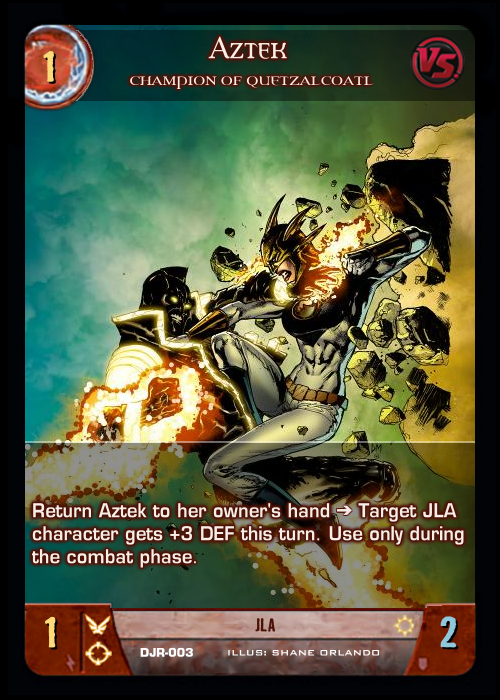 1
AZTEK
VS
CHAMPION OF QUETZALCOATL
Return Aztek to her owner's hand ➔ Target JLA
character gets +3 DEF this turn. Use only during
the combat phase.
1
JLA
2
DJR-003 ILLUS: SHANE ORLANDO